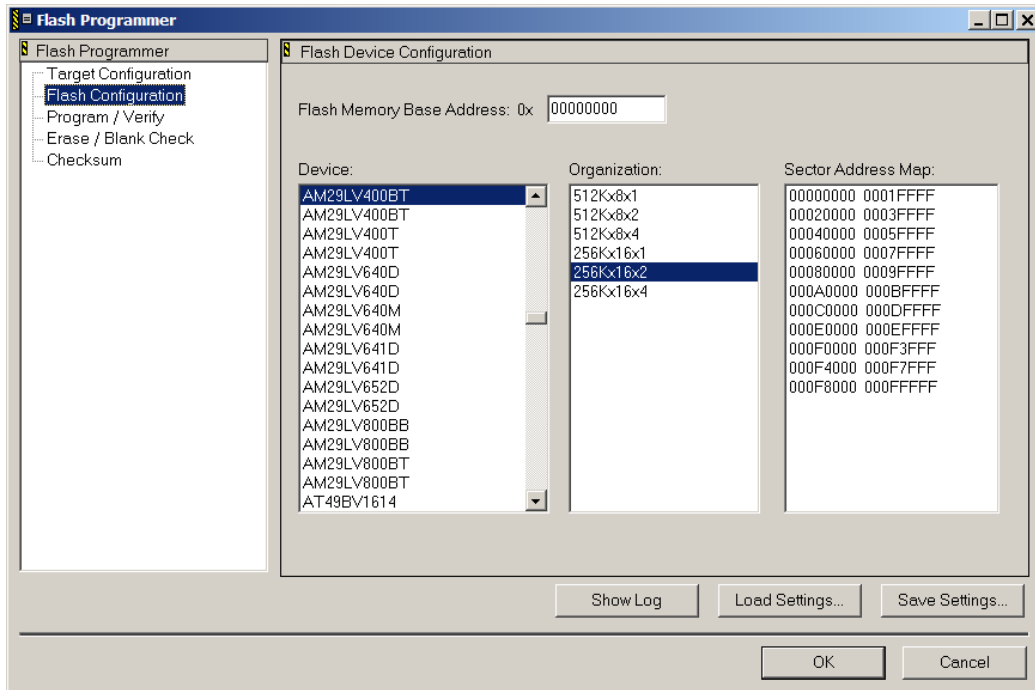 Flash Programmer
Flash Programmer
Target Configuration
Flash Configuration
Program / Verify
Erase / Blank Check
Checksum
Flash Device Configuration
Flash Memory Base Address: 0x 00000000
Device:
AM29LV400BT
AM29LV400BT
AM29LV400T
AM29LV400T
AM29LV640D
AM29LV640D
AM29LV640M
AM29LV640M
AM29LV641D
AM29LV641D
AM29LV652D
AM29LV652D
AM29LV800BB
AM29LV800BB
AM29LV800BT
AM29LV800BT
AT49BV1614
Organization:
512Kx8x1
512Kx8x2
512Kx8x4
256Kx16x1
256Kx16x2
256Kx16x4
Sector Address Map:
00000000 0001FFFF
00020000 0003FFFF
00040000 0005FFFF
00060000 0007FFFF
00080000 0009FFFF
000A0000 000BFFFF
000C0000 000DFFFF
000E0000 000EFFFF
000F0000 000F3FFF
000F4000 000F7FFF
000F8000 000FFFFF
Show Log
Load Settings...
Save Settings...
OK
Cancel